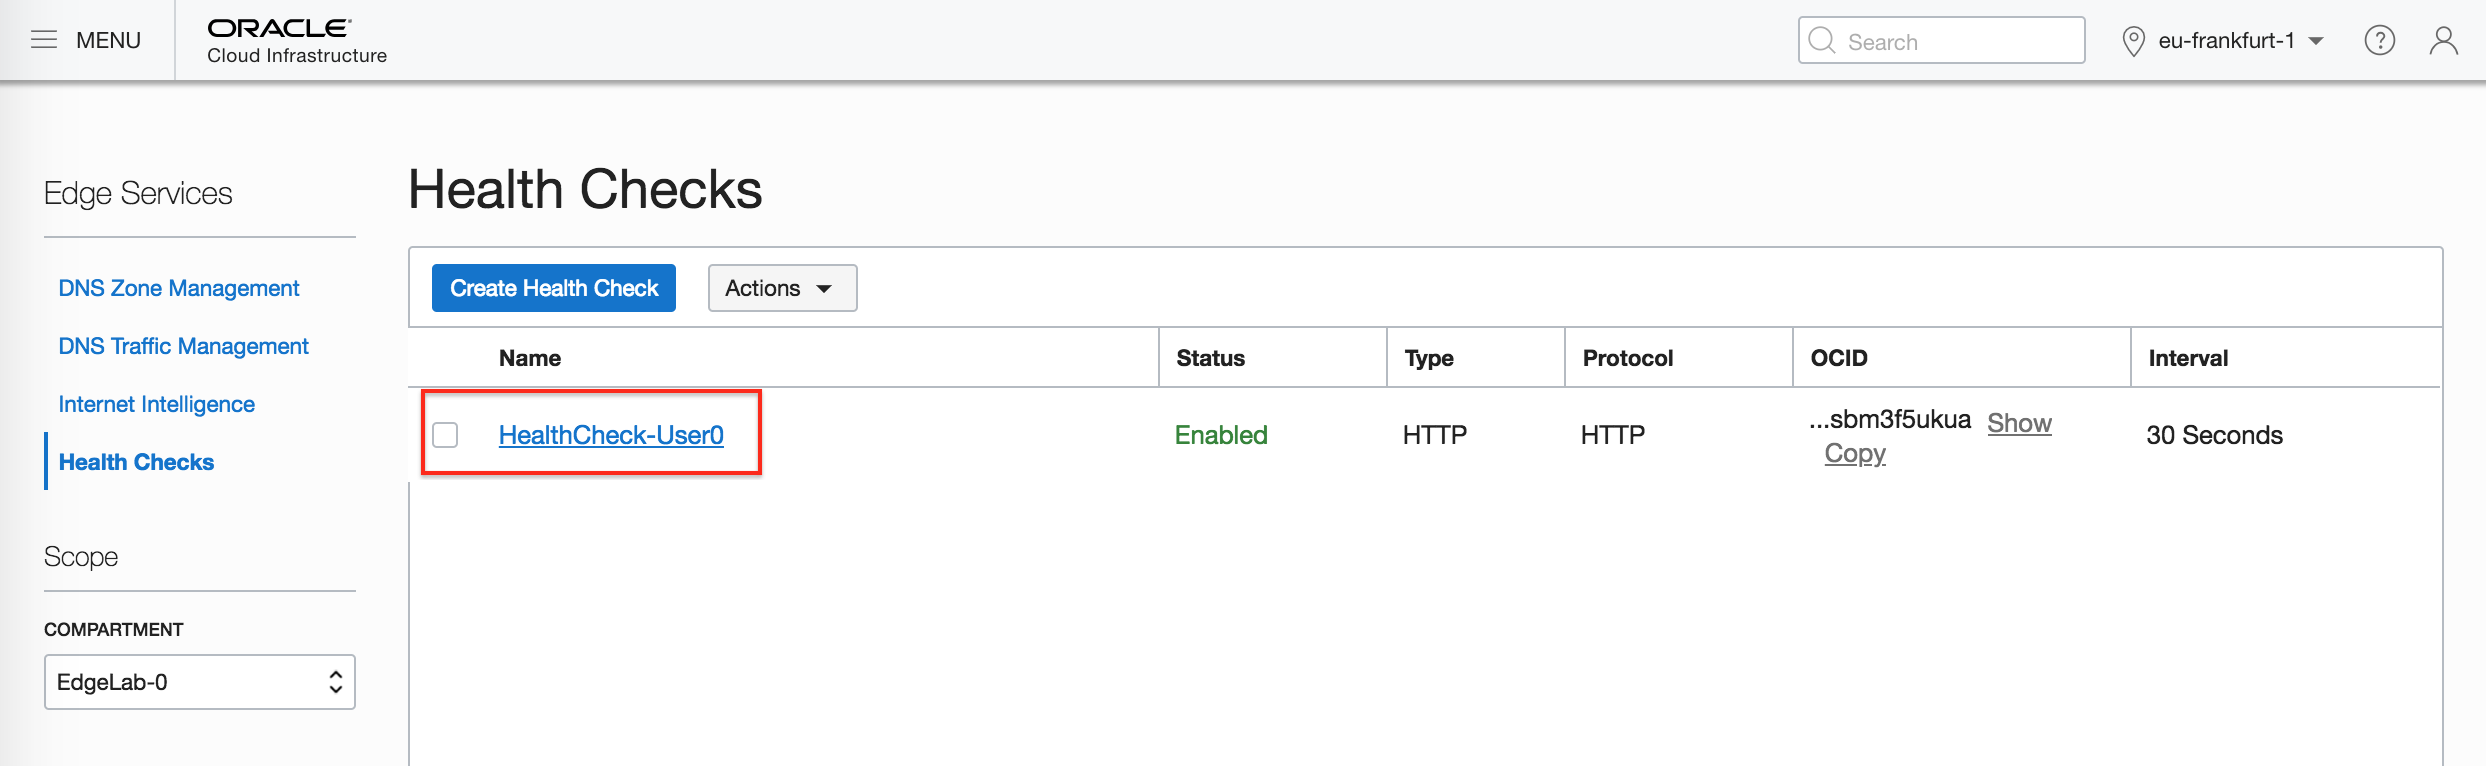 MENU
ORACLE
Cloud Infrastructure
Search
eu-frankfurt-1
?
Edge Services
DNS Zone Management
DNS Traffic Management
Internet Intelligence
Health Checks
Scope
COMPARTMENT
EdgeLab-0
Health Checks
Create Health Check Actions
Name Status Type Protocol OCID Interval
HealthCheck-User0 Enabled HTTP HTTP ...sbm3f5ukua Show 30 Seconds
Copy